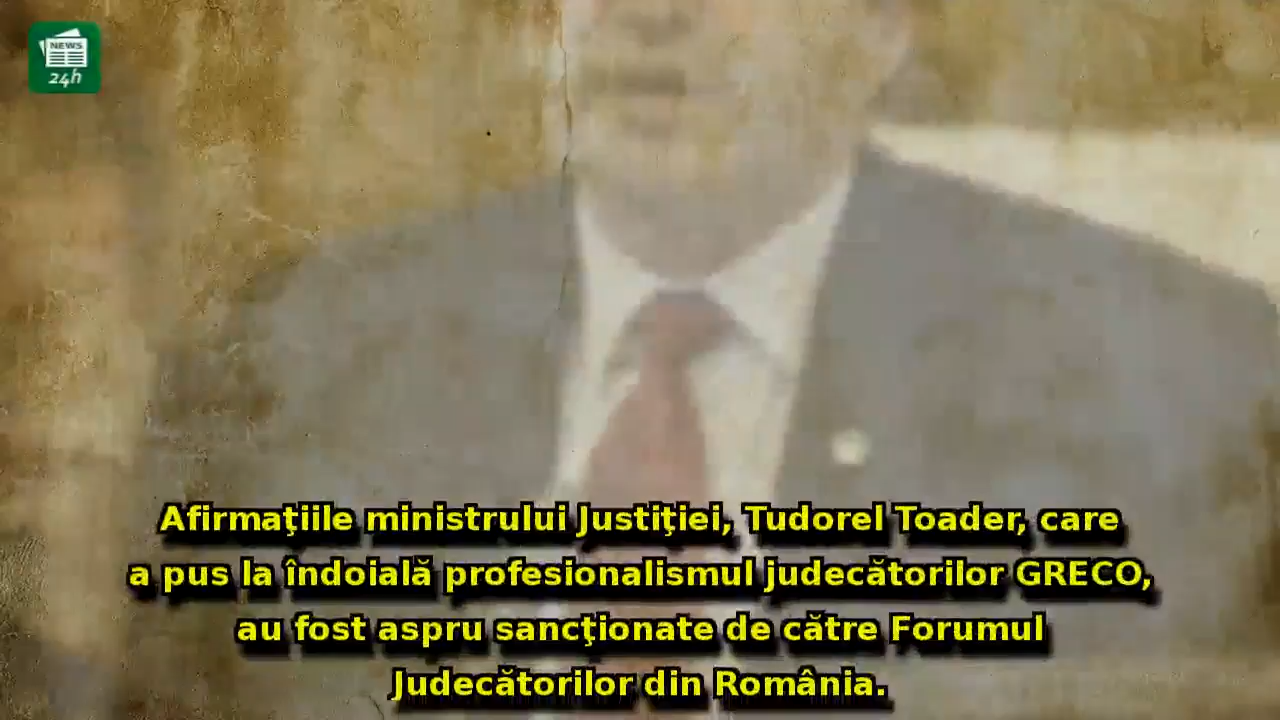 NEWS
24h
Afirmaţiile ministrului Justiţiei, Tudorel Toader, care
a pus la îndoială profesionalismul judecătorilor GRECO,
au fost aspru sancţionate de către Forumul
Judecătorilor din România.